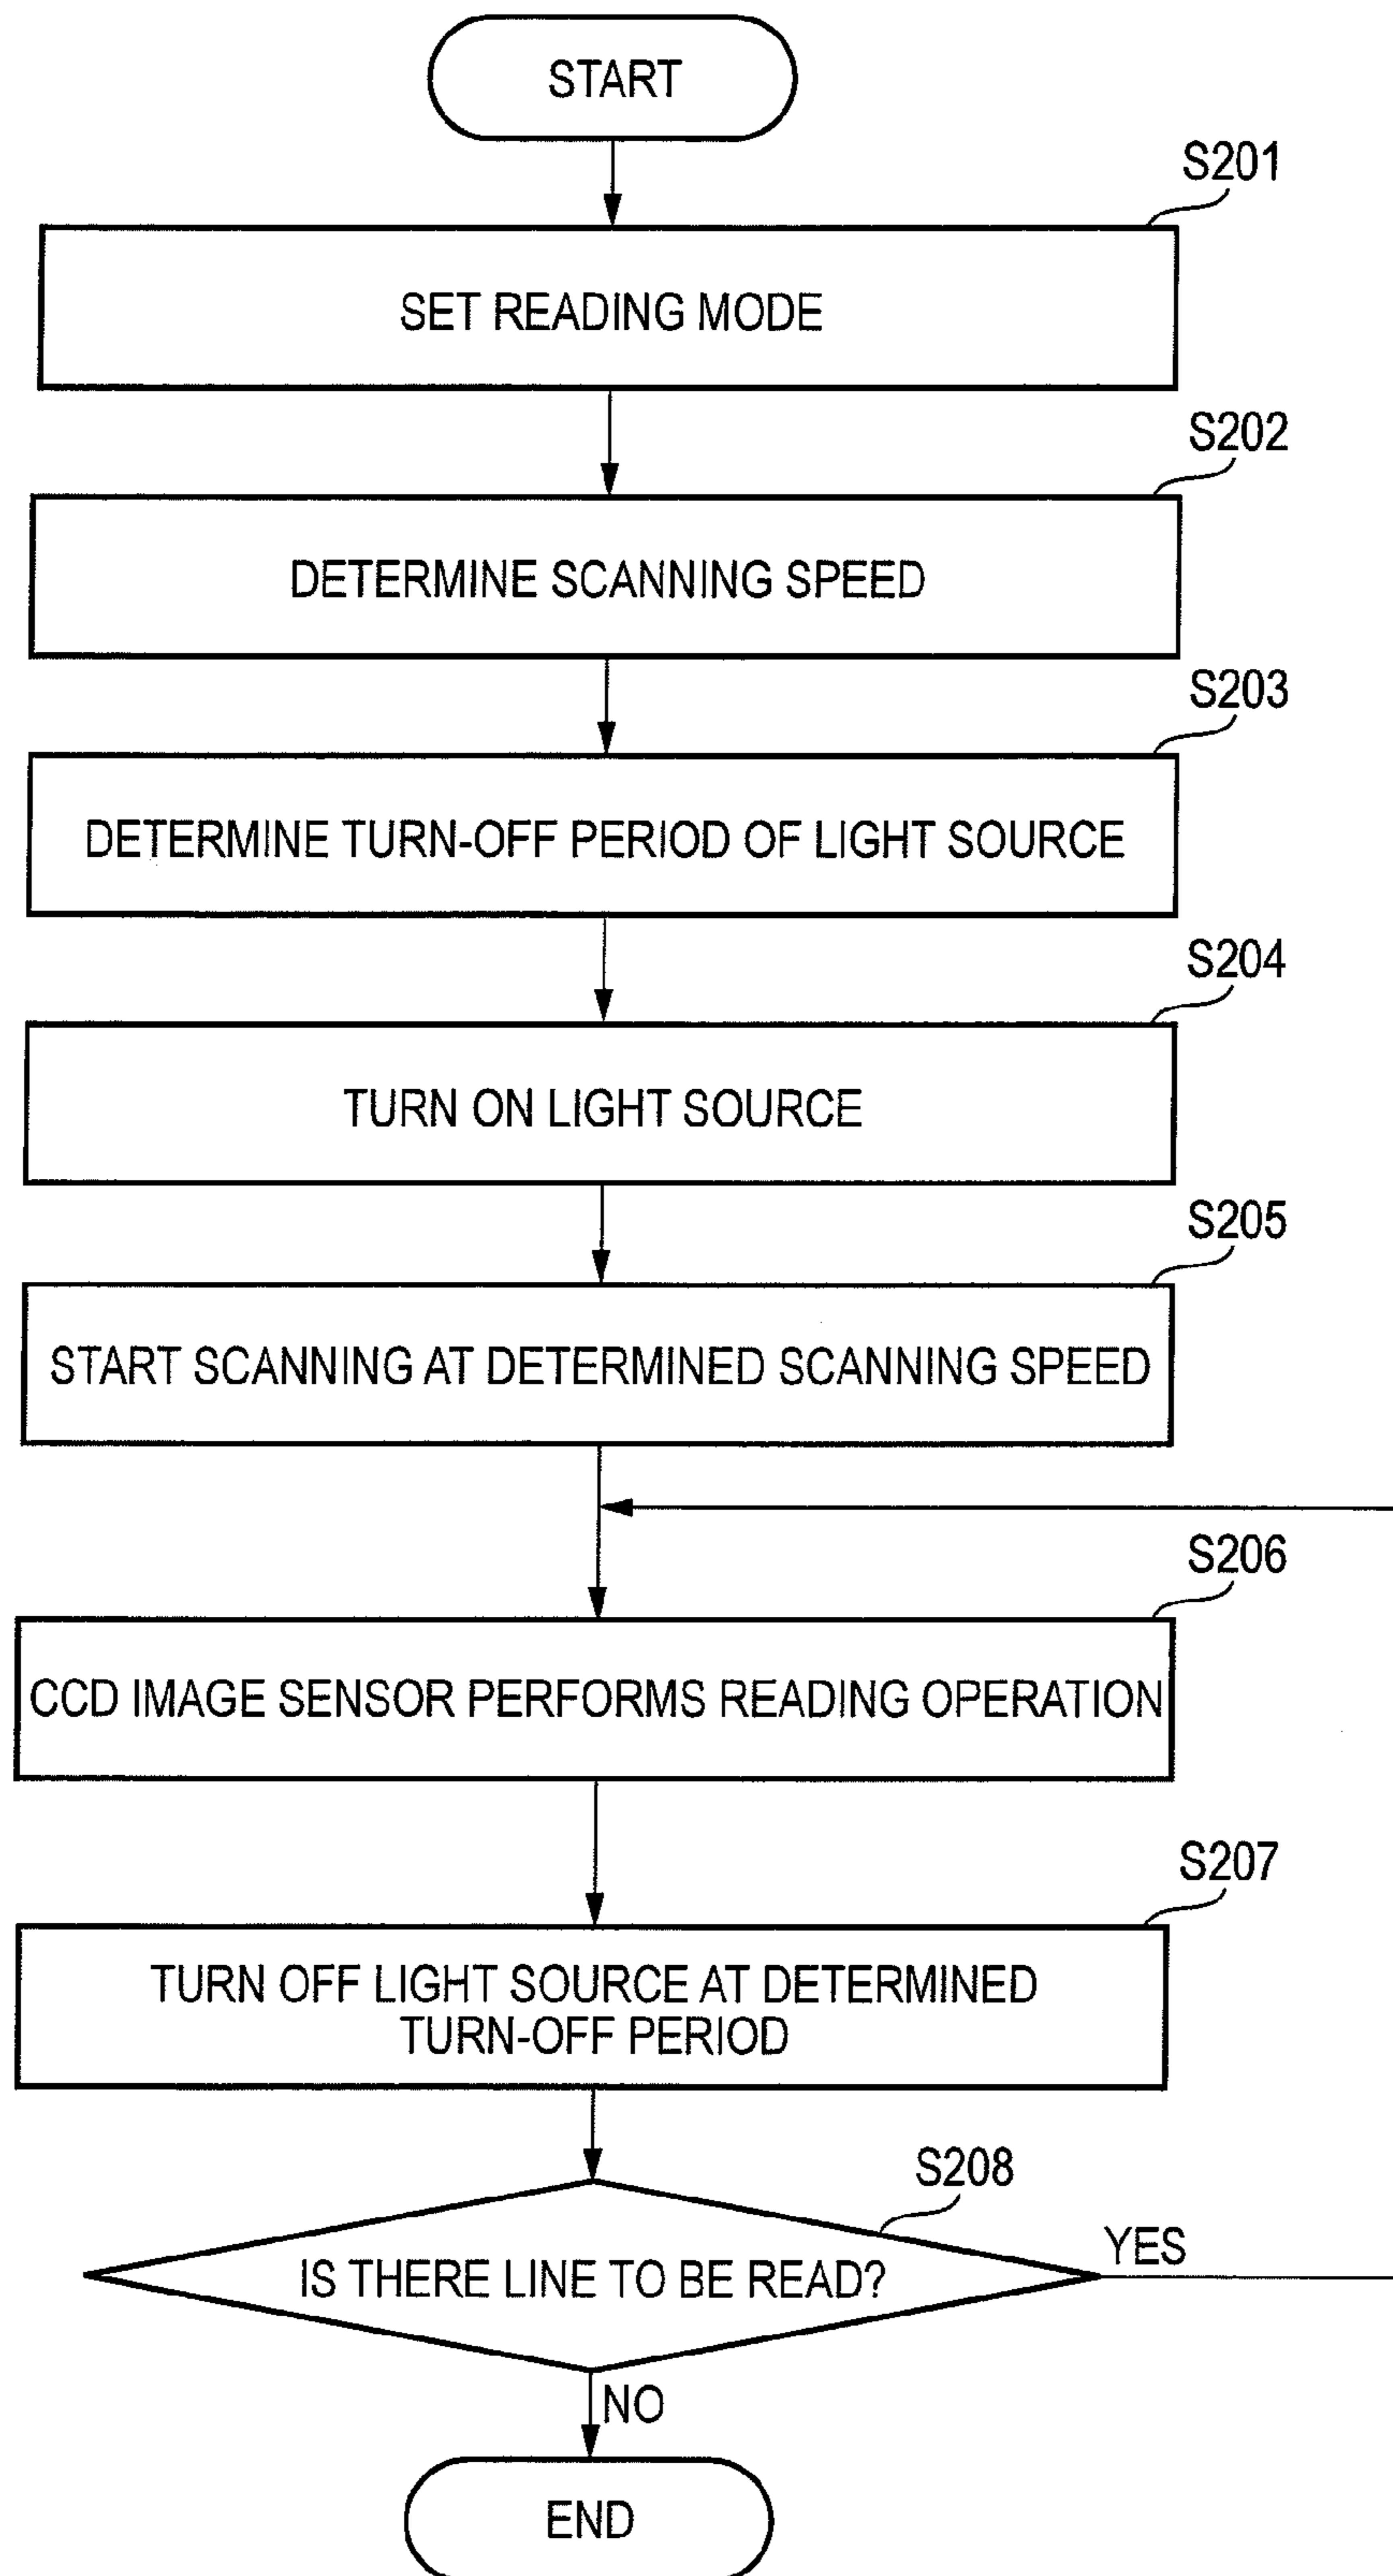 START
S201
SET READING MODE
S202
DETERMINE SCANNING SPEED
S203
DETERMINE TURN-OFF PERIOD OF LIGHT SOURCE
S204
TURN ON LIGHT SOURCE
S205
START SCANNING AT DETERMINED SCANNING SPEED
S206
CCD IMAGE SENSOR PERFORMS READING OPERATION
S207
TURN OFF LIGHT SOURCE AT DETERMINED
TURN-OFF PERIOD
S208
IS THERE LINE TO BE READ?
YES
NO
END